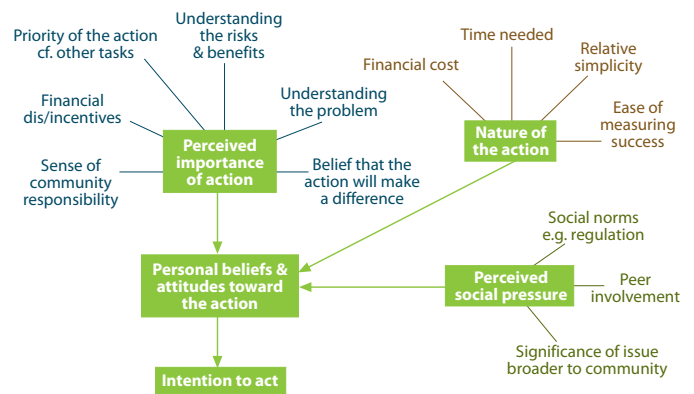 Priority of the action
cf. other tasks
Understanding
the risks
& benefits
Financial
dis/incentives
Understanding
the problem
Sense of
community
responsibility
Perceived
importance
of action
Belief that the
action will make
a difference
Financial cost
Time needed
Relative
simplicity
Nature of
the action
Ease of
measuring
success
Personal beliefs &
attitudes toward
the action
Social norms
e.g. regulation
Perceived
social pressure
Peer
involvement
Significance of issue
broader to community
Intention to act